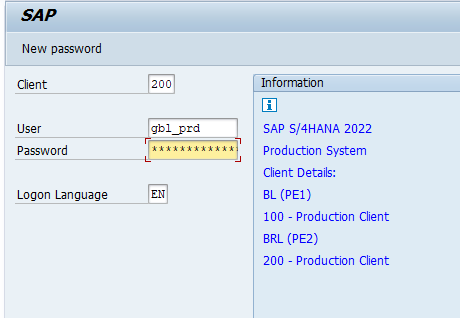 SAP
New password
Client 200
User gbl_prd
Password ************
Logon Language EN
Information
SAP S/4HANA 2022
Production System
Client Details:
BL (PE1)
100 - Production Client
BRL (PE2)
200 - Production Client